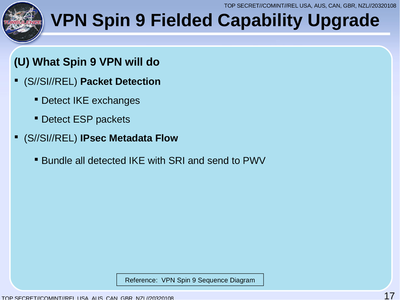 TOP SECRET//COMINT//REL USA, AUS, CAN, GBR, NZL//20320108
VPN Spin 9 Fielded Capability Upgrade
(U) What Spin 9 VPN will do
▪ (S//SI//REL) Packet Detection
▪ Detect IKE exchanges
▪ Detect ESP packets
▪ (S//SI//REL) IPsec Metadata Flow
▪ Bundle all detected IKE with SRI and send to PWV
Reference: VPN Spin 9 Sequence Diagram
TOP SECRET//COMINT//REL USA, AUS, CAN, GBR, NZL//20320108
17